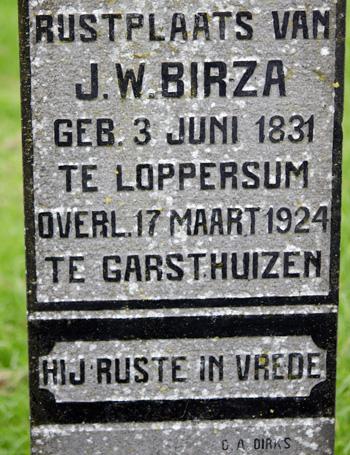 RUSTPLAATS VAN
J.W. BIRZA
GEB. 3 JUNI 1831
TE LOPPERSUM
OVERL. 17 MAART 1924
TE GARSTHUIZEN
HIJ RUSTE IN VREDE
G. A. DIRKS